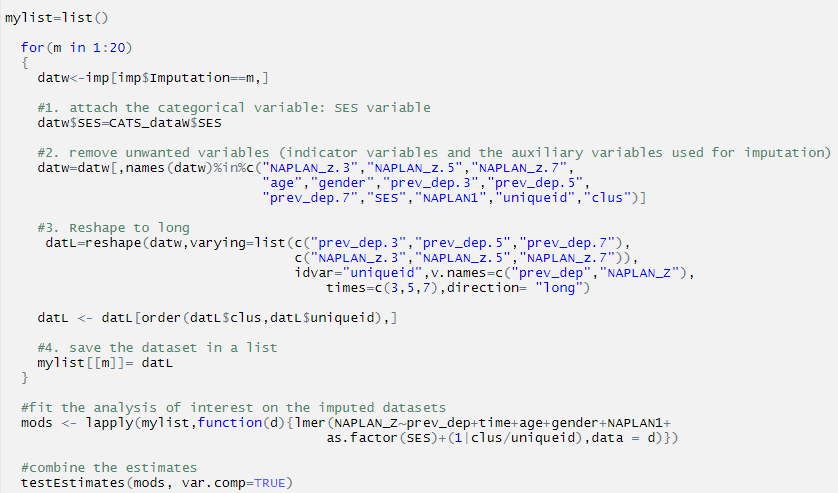 mylist=list()
for(m in 1:20)
{
datw<-imp[imp$Imputation==m,]
#1. attach the categorical variable: SES variable
datw$SES=CATS_dataW$SES
#2. remove unwanted variables (indicator variables and the auxiliary variables used for imputation)
datw=datw[,names(datw)%in%c("NAPLAN_z.3","NAPLAN_z.5","NAPLAN_z.7",
"age","gender","prev_dep.3","prev_dep.5",
"prev_dep.7","SES","NAPLAN1","uniqueid","clus")]
#3. Reshape to long
datL=reshape(datw,varying=list(c("prev_dep.3","prev_dep.5","prev_dep.7"),
c("NAPLAN_z.3","NAPLAN_z.5","NAPLAN_z.7")),
idvar="uniqueid",v.names=c("prev_dep","NAPLAN_Z"),
times=c(3,5,7),direction= "long")
datL <- datL[order(datL$clus,datL$uniqueid),]
#4. save the dataset in a list
mylist[[m]]= datL
}
#fit the analysis of interest on the imputed datasets
mods <- lapply(mylist,function(d){lmer(NAPLAN_Z~prev_dep+time+age+gender+NAPLAN1+
as.factor(SES)+(1|clus/uniqueid),data = d)})
#combine the estimates
testEstimates(mods, var.comp=TRUE)